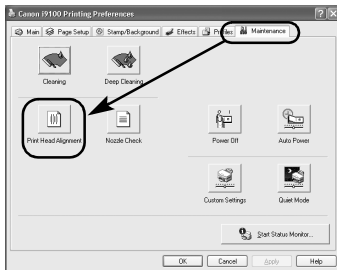 Canon i9100 Printing Preferences
Main Page Setup Stamp/Background Effects Profiles Maintenance
Cleaning Deep Cleaning
Print Head Alignment Nozzle Check Power Off Auto Power
Custom Settings Quiet Mode
Start Status Monitor...
OK Cancel Apply Help